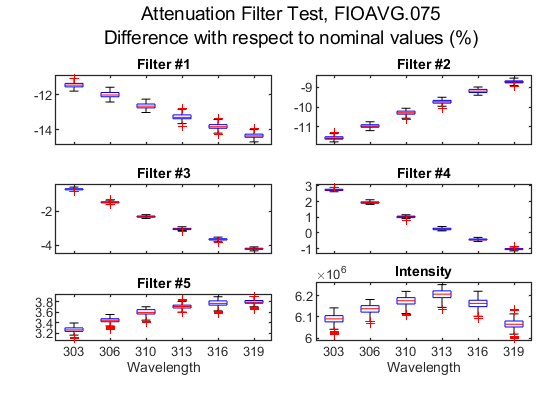 Attenuation Filter Test, FIOAVG.075
Difference with respect to nominal values (%)
Filter #1
-12
-14
Filter #2
-9
-10
-11
Filter #3
-2
-4
Filter #4
3
2
1
0
-1
Filter #5
3.8
3.6
3.4
3.2
303 306 310 313 316 319
Wavelength
Intensity
×10⁶
6.2
6.1
6
303 306 310 313 316 319
Wavelength